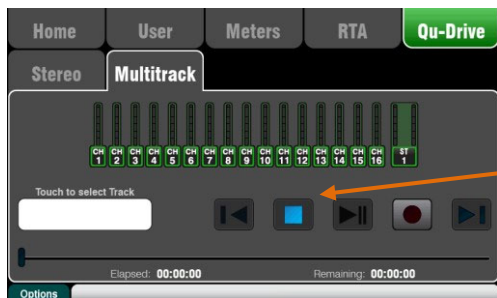 Home User Meters RTA Qu-Drive
Stereo Multitrack
CH 1 CH 2 CH 3 CH 4 CH 5 CH 6 CH 7 CH 8 CH 9 CH 10 CH 11 CH 12 CH 13 CH 14 CH 15 CH 16 ST 1
Touch to select Track
Elapsed: 00:00:00 Remaining: 00:00:00
Options